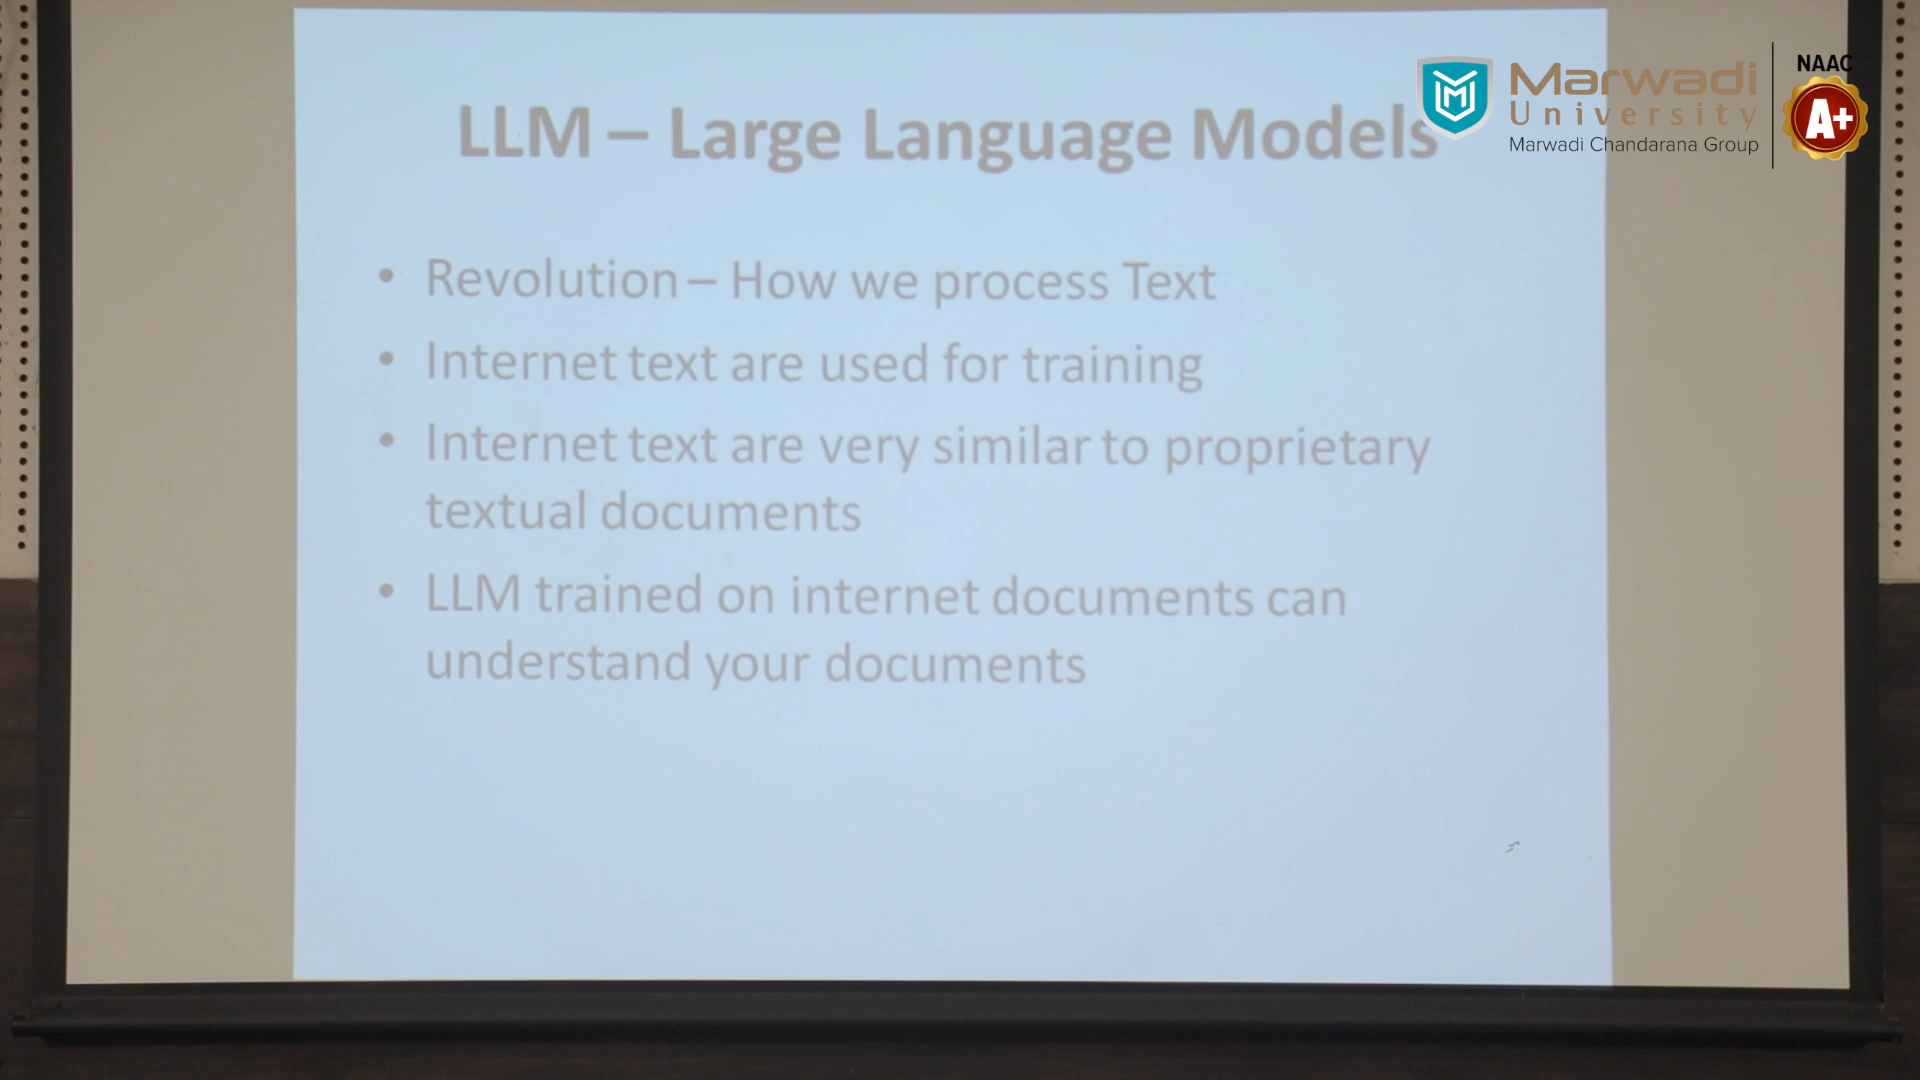 LLM – Large Language Models
• Revolution – How we process Text
• Internet text are used for training
• Internet text are very similar to proprietary
textual documents
• LLM trained on internet documents can
understand your documents
Marwadi
University
Marwadi Chandarana Group
NAAC
A+